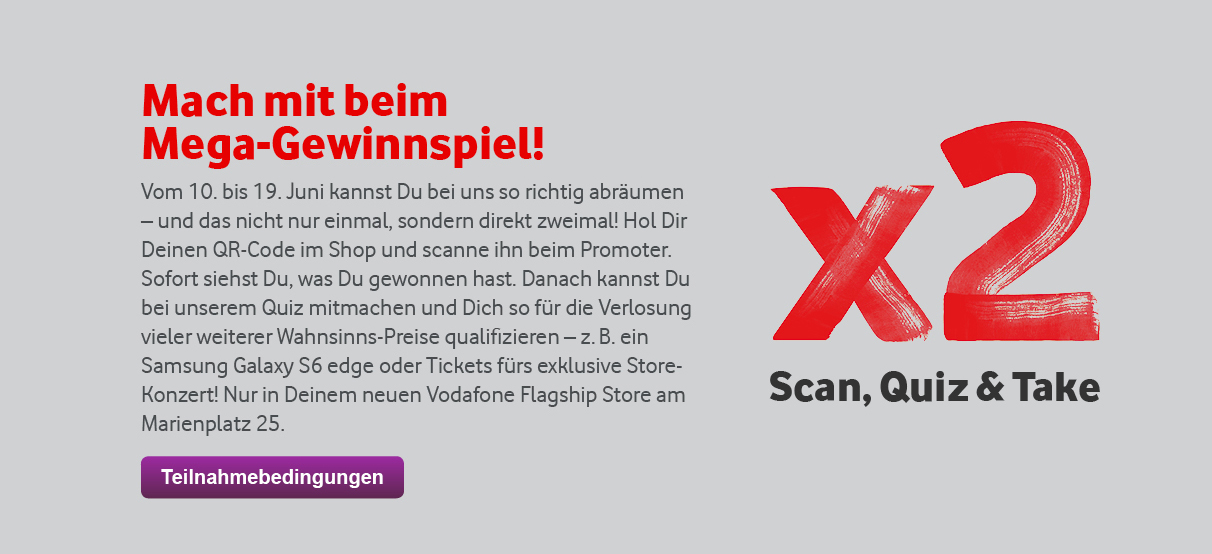 Mach mit beim
Mega-Gewinnspiel!
Vom 10. bis 19. Juni kannst Du bei uns so richtig abräumen
– und das nicht nur einmal, sondern direkt zweimal! Hol Dir
Deinen QR-Code im Shop und scanne ihn beim Promoter.
Sofort siehst Du, was Du gewonnen hast. Danach kannst Du
bei unserem Quiz mitmachen und Dich so für die Verlosung
vieler weiterer Wahnsinns-Preise qualifizieren – z. B. ein
Samsung Galaxy S6 edge oder Tickets fürs exklusive Store-
Konzert! Nur in Deinem neuen Vodafone Flagship Store am
Marienplatz 25.
Teilnahmebedingungen
x2
Scan, Quiz & Take